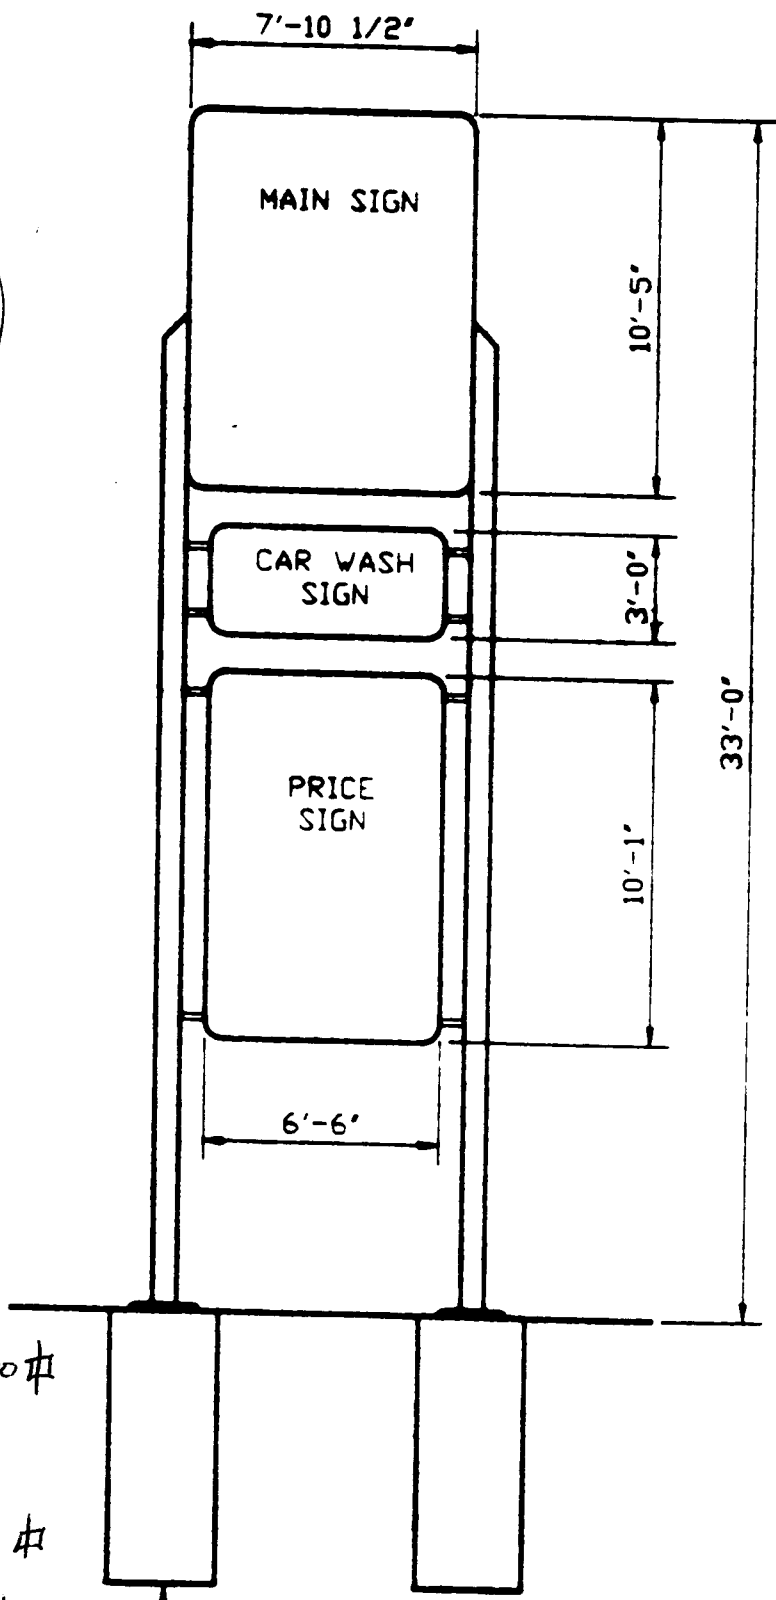 7'-10 1/2"
MAIN SIGN
10'-5"
CAR WASH
SIGN
3'-0"
33'-0"
PRICE
SIGN
10'-1"
6'-6"
#
#